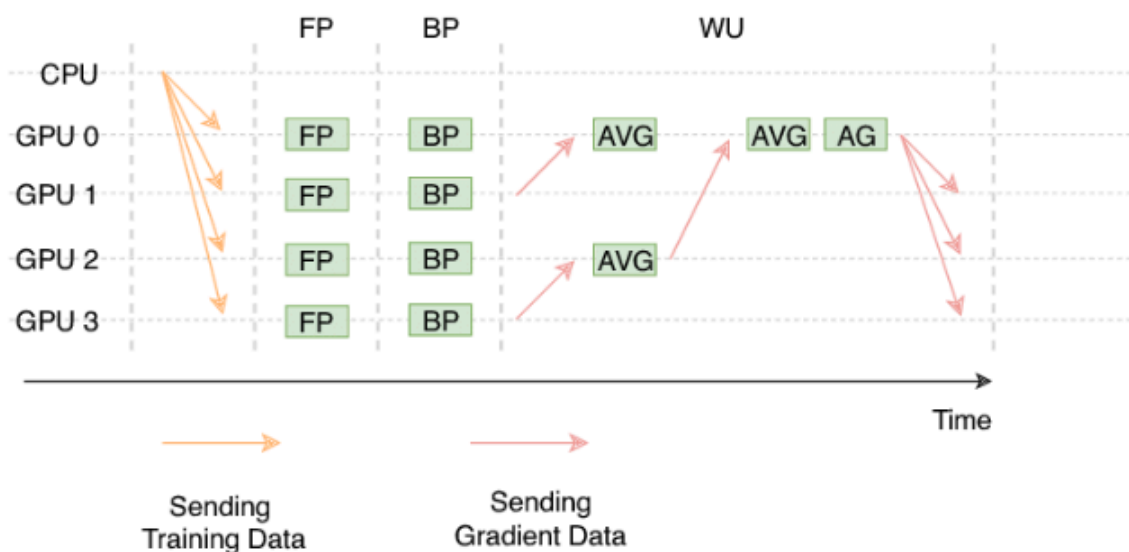 FP BP WU
CPU
GPU 0 FP BP AVG AVG AG
GPU 1 FP BP
GPU 2 FP BP AVG
GPU 3 FP BP
Time
Sending Sending
Training Data Gradient Data